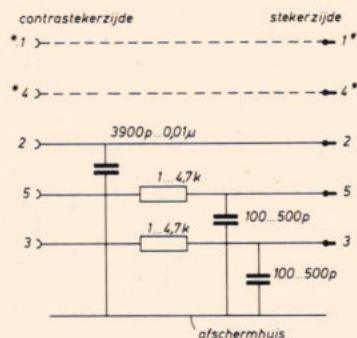 contrastekerzijde stekerzijde
*.1 1*
*4 4*
2 3900p...0,01µ 2
1...4,7k
5 5
1...4,7k 100...500p
3 3
100...500p
afschermhuis